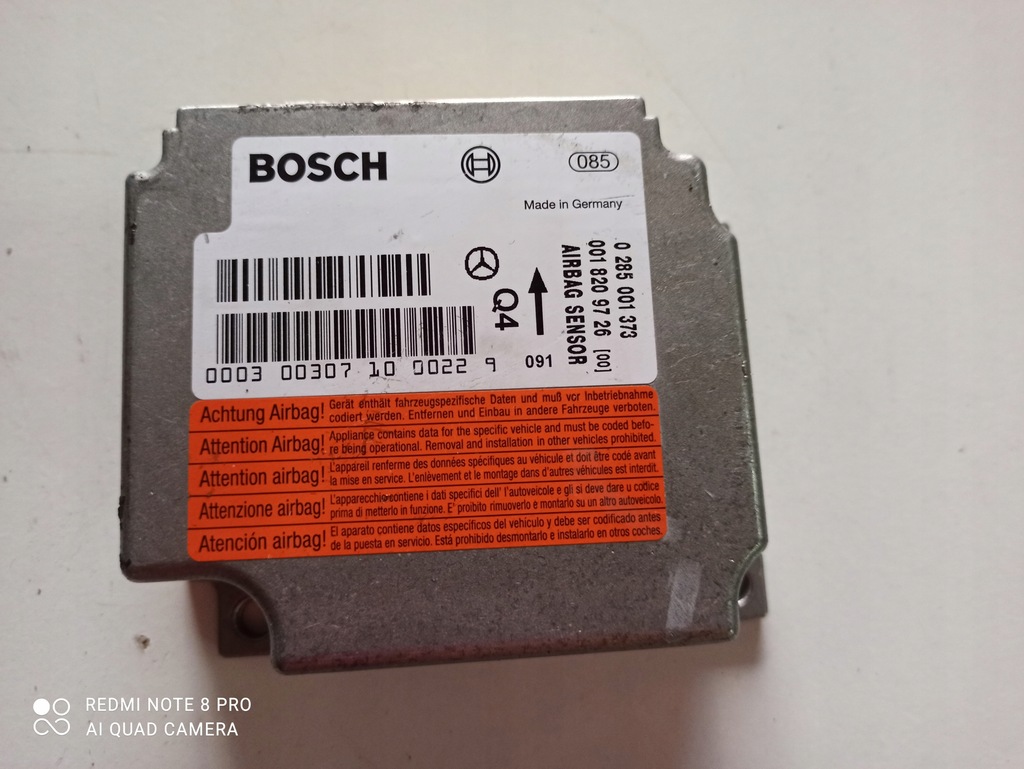 BOSCH
085
Made in Germany
0 285 001 373
001 820 97 26 [00]
AIRBAG SENSOR
Q4
091
0003 00307 10 0022 9
Achtung Airbag! Gerät enthält fahrzeugspezifische Daten und muß vor Inbetriebnahme
codiert werden. Entfernen und Einbau in andere Fahrzeuge verboten.
Attention Airbag! Appliance contains data for the specific vehicle and must be coded befo-
re being operational. Removal and installation in other vehicles prohibited.
Attention airbag! L'appareil renferme des données spécifiques au véhicule et doit être codé avant
la mise en service. L'enlèvement et le montage dans d'autres véhicules est interdit.
Attenzione airbag! L'apparecchio contiene i dati specifici dell' l'autoveicolo e gli si deve dare u codice
prima di metterlo in funzione. E' proibito rimuoverlo e montarlo su un altro autoveicolo.
Atención airbag! El aparato contiene datos específicos del vehículo y debe ser codificado antes
de la puesta en servicio. Está prohibido desmontarlo e instalarlo en otros coches.
REDMI NOTE 8 PRO
AI QUAD CAMERA